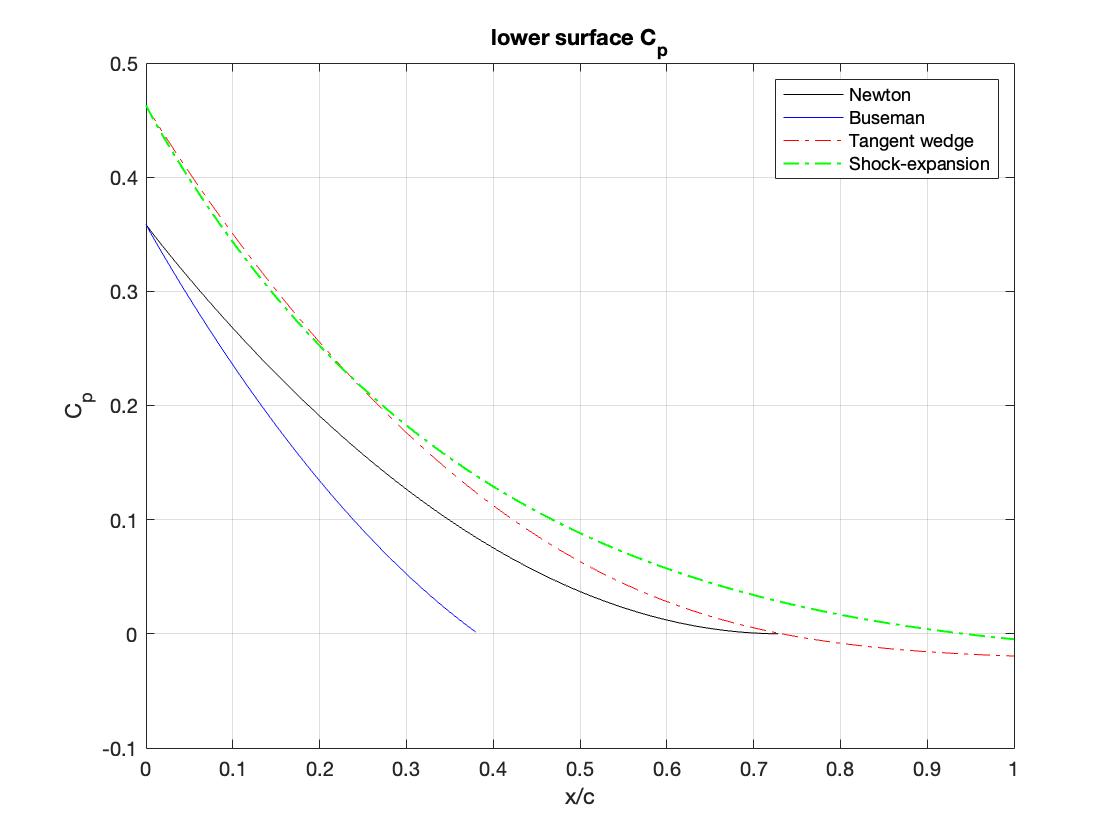 lower surface Cp
Newton
Buseman
Tangent wedge
Shock-expansion
0.5
0.4
0.3
0.2
0.1
0
-0.1
Cp
0 0.1 0.2 0.3 0.4 0.5 0.6 0.7 0.8 0.9 1
x/c